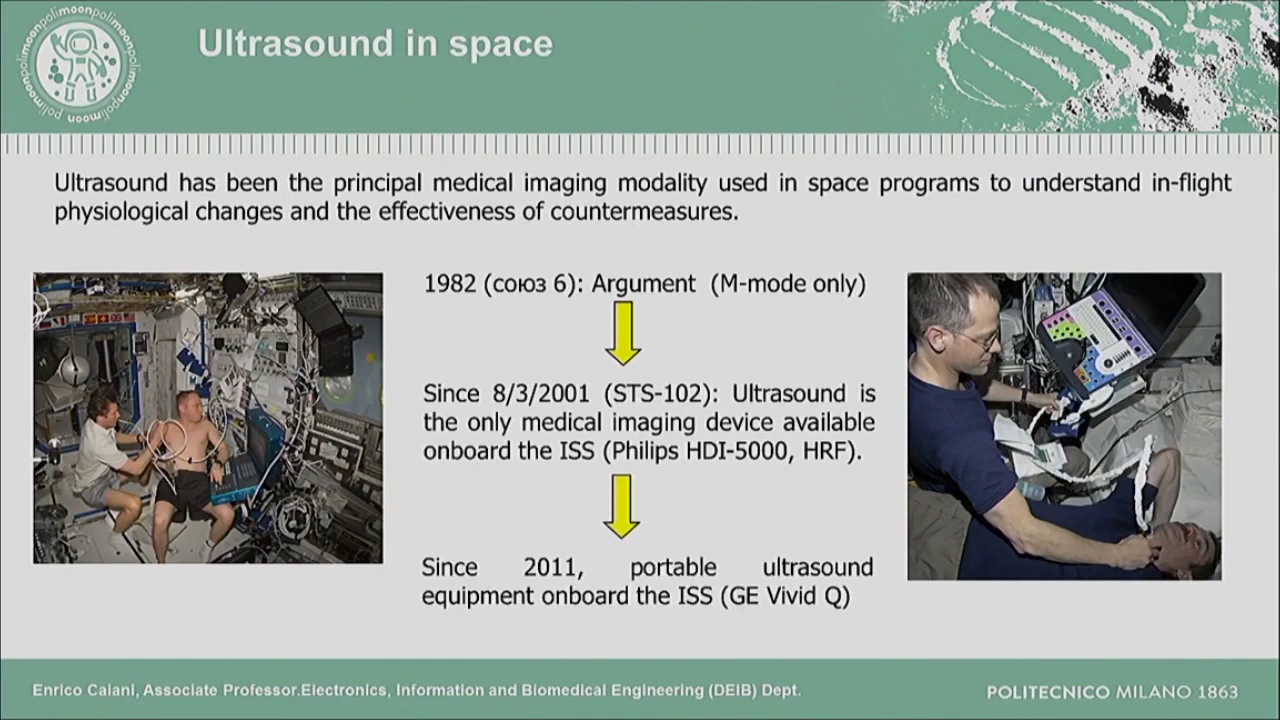 polimoonpolimoonpolimoonpolimoonpolimoon
Ultrasound in space
Ultrasound has been the principal medical imaging modality used in space programs to understand in-flight
physiological changes and the effectiveness of countermeasures.
1982 (союз 6): Argument (M-mode only)
Since 8/3/2001 (STS-102): Ultrasound is
the only medical imaging device available
onboard the ISS (Philips HDI-5000, HRF).
Since 2011, portable ultrasound
equipment onboard the ISS (GE Vivid Q)
Enrico Caiani, Associate Professor.Electronics, Information and Biomedical Engineering (DEIB) Dept.
POLITECNICO MILANO 1863